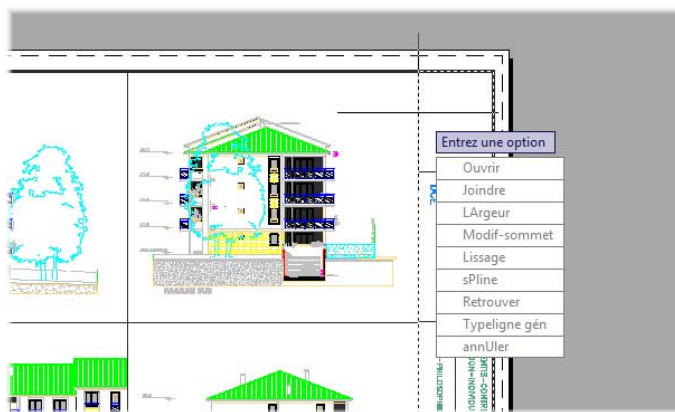 Entrez une option
Ouvrir
Joindre
LArgeur
Modif-sommet
Lissage
sPline
Retrouver
Typeligne gén
annUler
FACADE SUD